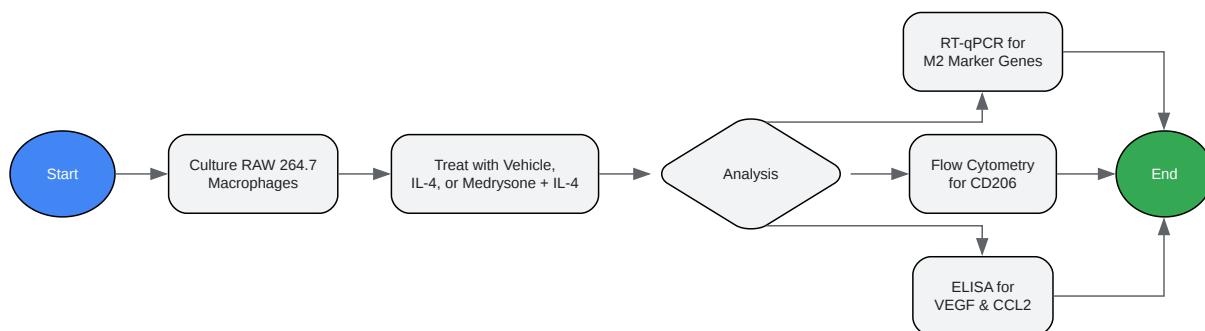 Start
Culture RAW 264.7
Macrophages
Treat with Vehicle,
IL-4, or Medrysone + IL-4
Analysis
RT-qPCR for
M2 Marker Genes
Flow Cytometry
for CD206
ELISA for
VEGF & CCL2
End